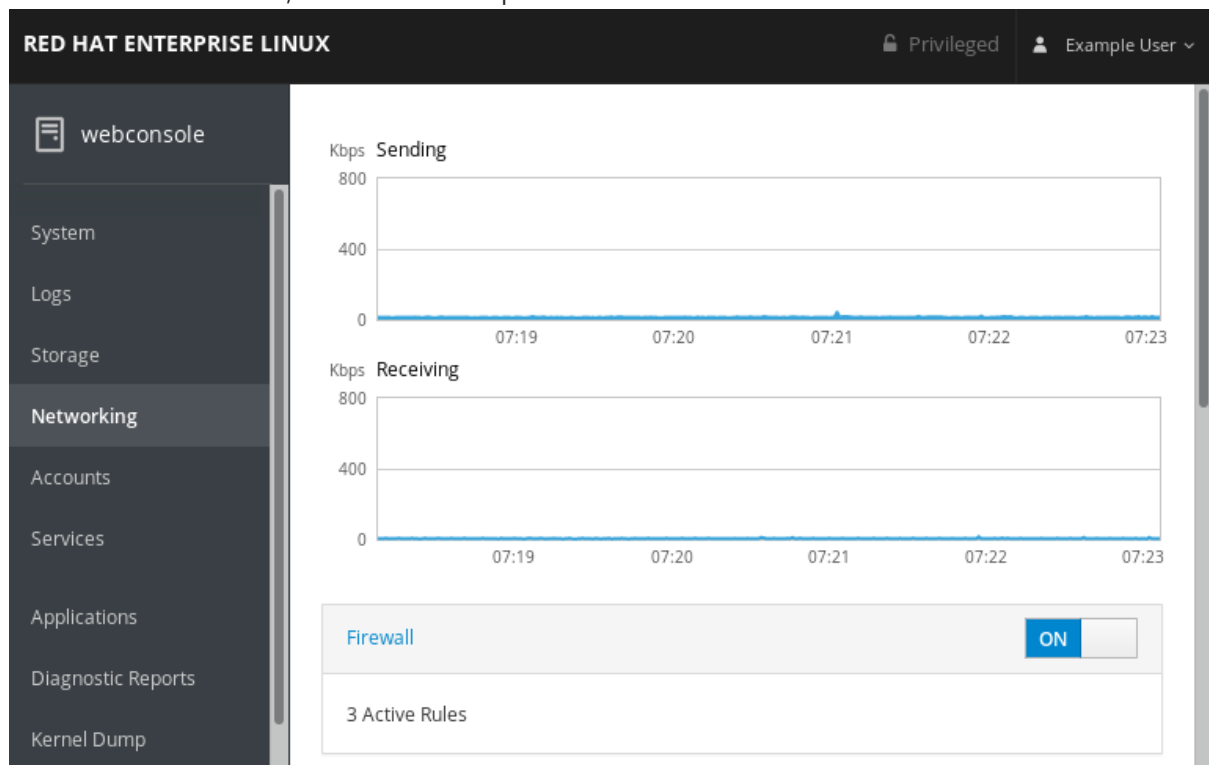 RED HAT ENTERPRISE LINUX
Privileged
Example User
webconsole
System
Logs
Storage
Networking
Accounts
Services
Applications
Diagnostic Reports
Kernel Dump
Kbps Sending
800
400
0
07:19 07:20 07:21 07:22 07:23
Kbps Receiving
800
400
0
07:19 07:20 07:21 07:22 07:23
Firewall
ON
3 Active Rules